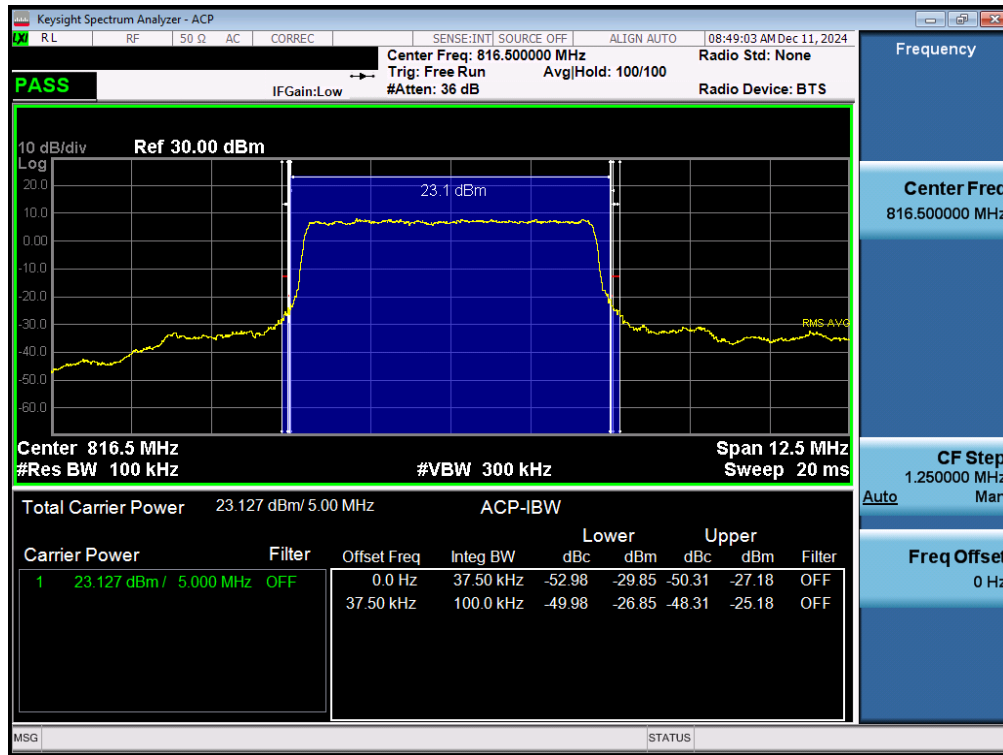 Keysight Spectrum Analyzer - ACP
LXI RL RF 50 Ω AC CORREC SENSE:INT SOURCE OFF ALIGN AUTO 08:49:03 AM Dec 11, 2024
Center Freq: 816.500000 MHz Radio Std: None
Trig: Free Run Avg|Hold: 100/100
PASS IFGain:Low #Atten: 36 dB Radio Device: BTS
10 dB/div Ref 30.00 dBm
Log
20.0
23.1 dBm
10.0
0.00
-10.0
-20.0
-30.0
RMS AVG
-40.0
-50.0
-60.0
Center 816.5 MHz Span 12.5 MHz
#Res BW 100 kHz #VBW 300 kHz Sweep 20 ms
Total Carrier Power 23.127 dBm/ 5.00 MHz ACP-IBW
Lower Upper
Carrier Power Filter Offset Freq Integ BW dBc dBm dBc dBm Filter
1 23.127 dBm / 5.000 MHz OFF 0.0 Hz 37.50 kHz -52.98 -29.85 -50.31 -27.18 OFF
37.50 kHz 100.0 kHz -49.98 -26.85 -48.31 -25.18 OFF
MSG STATUS
Frequency
Center Freq
816.500000 MHz
CF Step
1.250000 MHz
Auto Man
Freq Offset
0 Hz